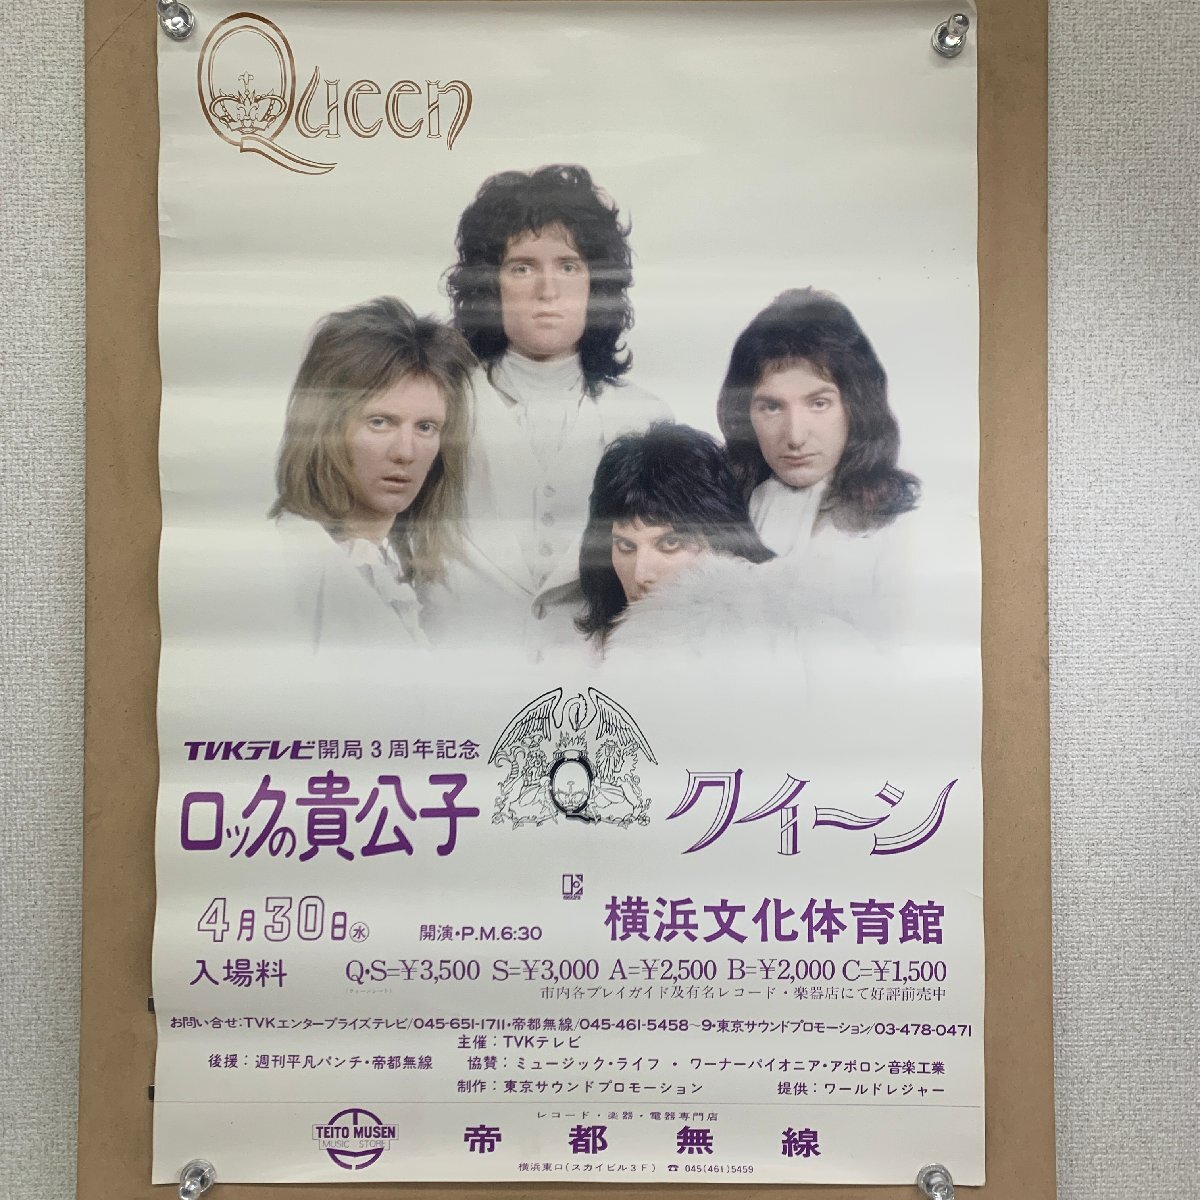 Queen
TVKテレビ開局3周年記念
ロックの貴公子
Q
クイーン
4月30日㊌
開演・P.M.6:30
横浜文化体育館
入場料 Q・S=¥3,500 S=¥3,000 A=¥2,500 B=¥2,000 C=¥1,500
市内各プレイガイド及有名レコード・楽器店にて好評前売中
お問い合せ:TVKエンタープライズテレビ/045-651-1711・帝都無線/045-461-5458〜9・東京サウンドプロモーション/03-478-0471
主催:TVKテレビ
後援:週刊平凡パンチ・帝都無線 協賛:ミュージック・ライフ・ワーナーパイオニア・アポロン音楽工業
制作:東京サウンドプロモーション 提供:ワールドレジャー
レコード・楽器・電器専門店
TEITO MUSEN
MUSIC STORE
帝都無線
横浜東口(スカイビル3F) ☎ 045(461)5459